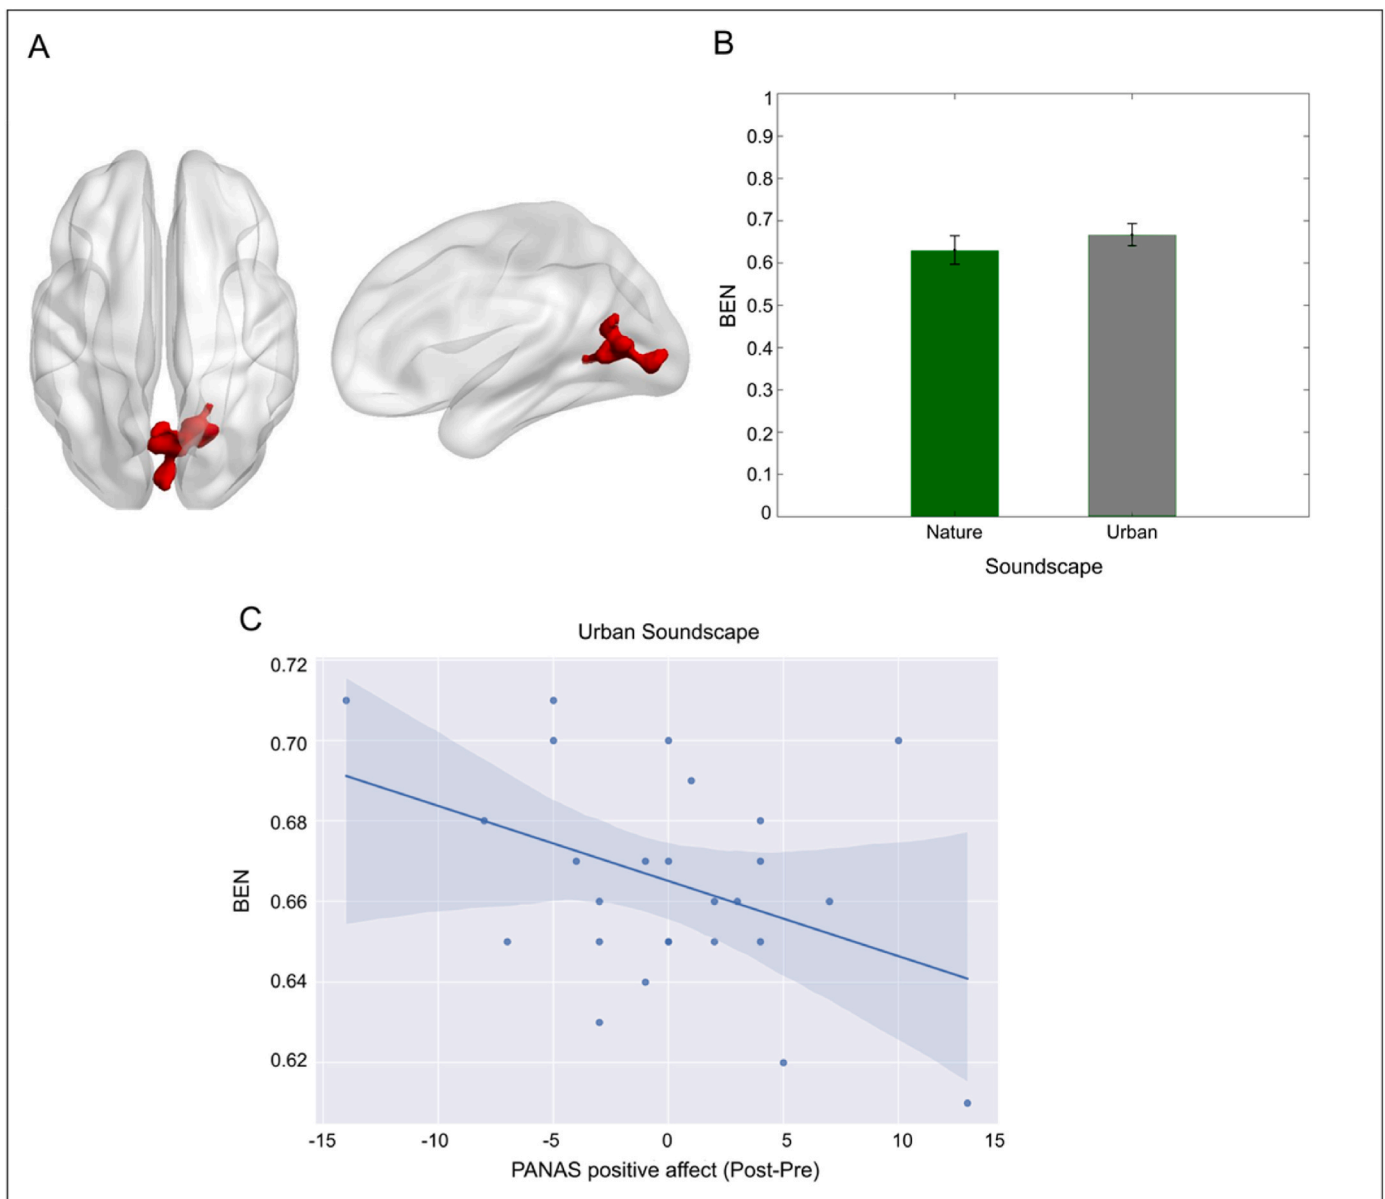 A
B
1
0.9
0.8
0.7
0.6
0.5
0.4
0.3
0.2
0.1
0
BEN
Nature Urban
Soundscape
C
Urban Soundscape
0.72
0.70
0.68
0.66
0.64
0.62
BEN
-15 -10 -5 0 5 10 15
PANAS positive affect (Post-Pre)